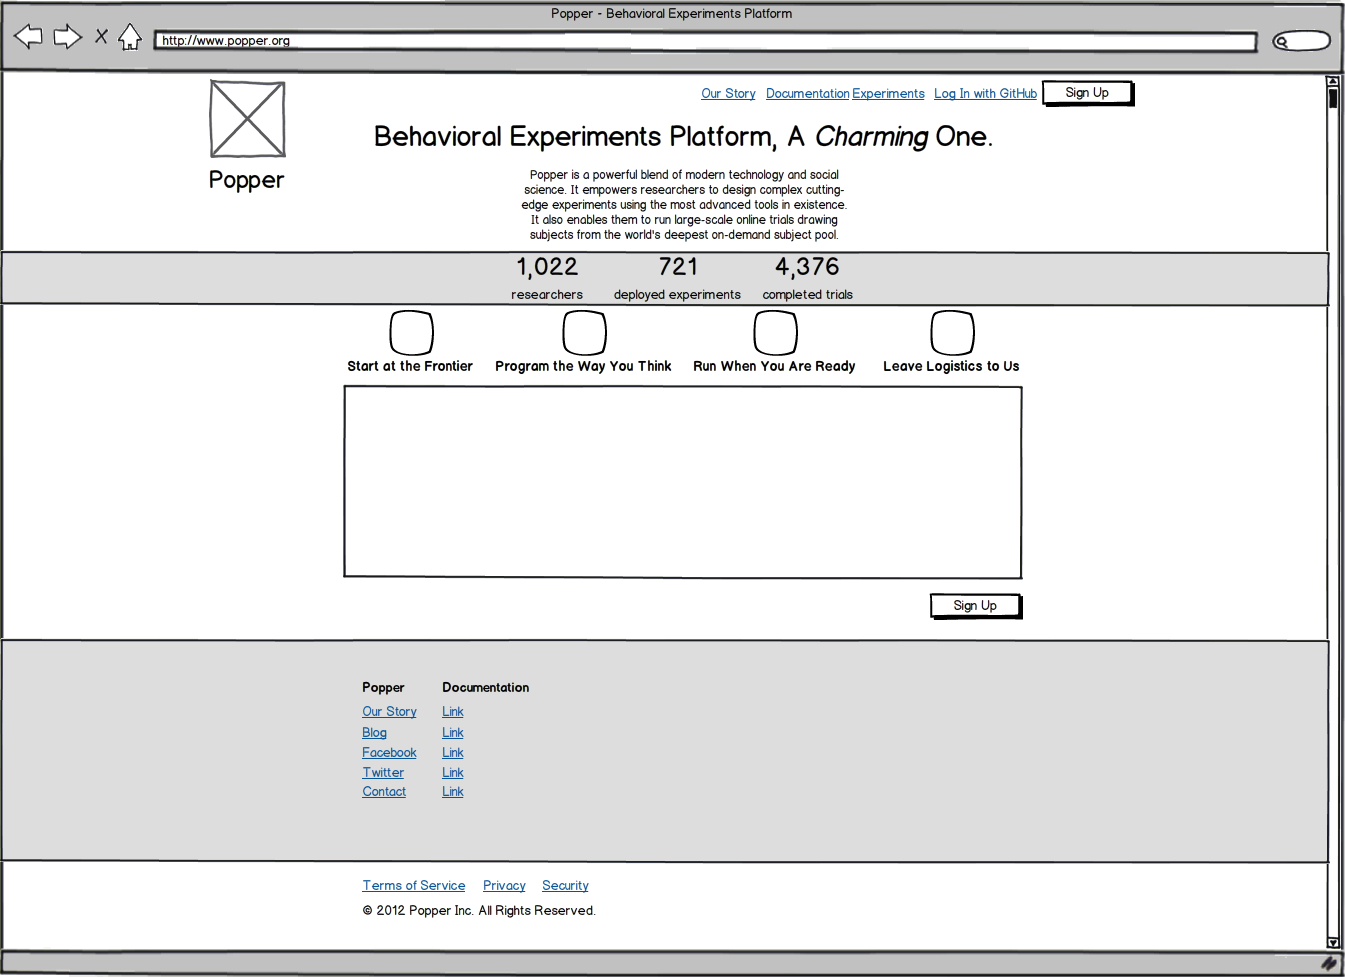 Popper - Behavioral Experiments Platform
http://www.popper.org
Our Story Documentation Experiments Log In with GitHub Sign Up
Popper
Behavioral Experiments Platform, A Charming One.
Popper is a powerful blend of modern technology and social
science. It empowers researchers to design complex cutting-
edge experiments using the most advanced tools in existence.
It also enables them to run large-scale online trials drawing
subjects from the world's deepest on-demand subject pool.
1,022 721 4,376
researchers deployed experiments completed trials
Start at the Frontier Program the Way You Think Run When You Are Ready Leave Logistics to Us
Sign Up
Popper Documentation
Our Story Link
Blog Link
Facebook Link
Twitter Link
Contact Link
Terms of Service Privacy Security
© 2012 Popper Inc. All Rights Reserved.